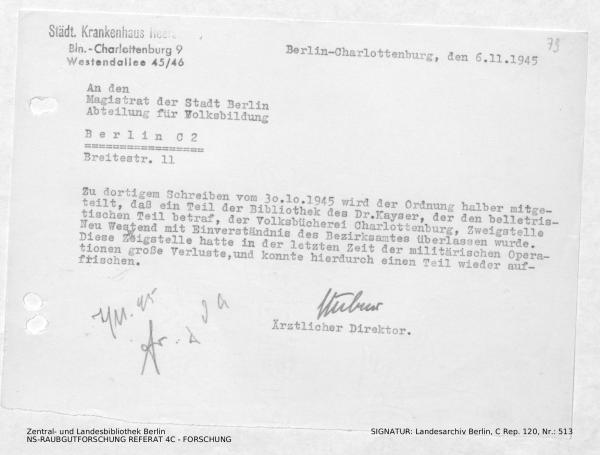 Städt. Krankenhaus
Bln.-Charlottenburg 9
Westendallee 45/46
Berlin-Charlottenburg, den 6.11.1945
79
An den
Magistrat der Stadt Berlin
Abteilung für Volksbildung
B e r l i n  C 2
=================
Breitestr. 11
Zu dortigem Schreiben vom 30.10.1945 wird der Ordnung halber mitge-
teilt, daß ein Teil der Bibliothek des Dr.Kayser, der den belletris-
tischen Teil betraf, der Volksbücherei Charlottenburg, Zweigstelle
Neu Westend mit Einverständnis des Bezirksamtes überlassen wurde.
Diese Zweigstelle hatte in der letzten Zeit der militärischen Opera-
tionen große Verluste,und konnte hierdurch einen Teil wieder auf-
frischen.
Ärztlicher Direktor.
Zentral- und Landesbibliothek Berlin
NS-RAUBGUTFORSCHUNG REFERAT 4C - FORSCHUNG
SIGNATUR: Landesarchiv Berlin, C Rep. 120, Nr.: 513